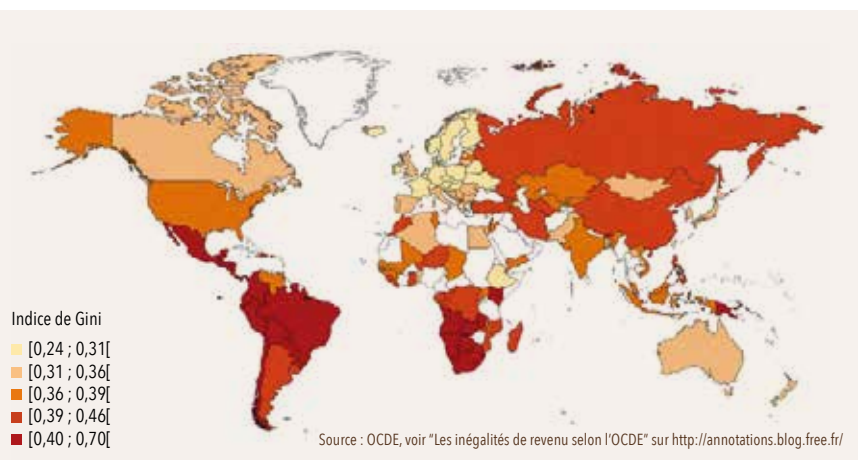 Indice de Gini
[0,24 ; 0,31[
[0,31 ; 0,36[
[0,36 ; 0,39[
[0,39 ; 0,46[
[0,40 ; 0,70[
Source : OCDE, voir "Les inégalités de revenu selon l'OCDE" sur http://annotations.blog.free.fr/